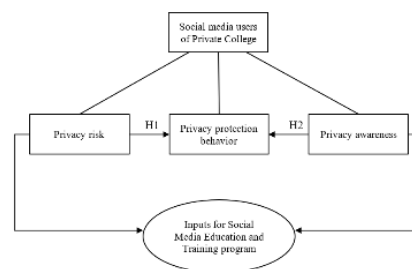 Social media users
of Private College
H1
H2
Privacy risk
Privacy protection
behavior
Privacy awareness
Inputs for Social
Media Education and
Training program